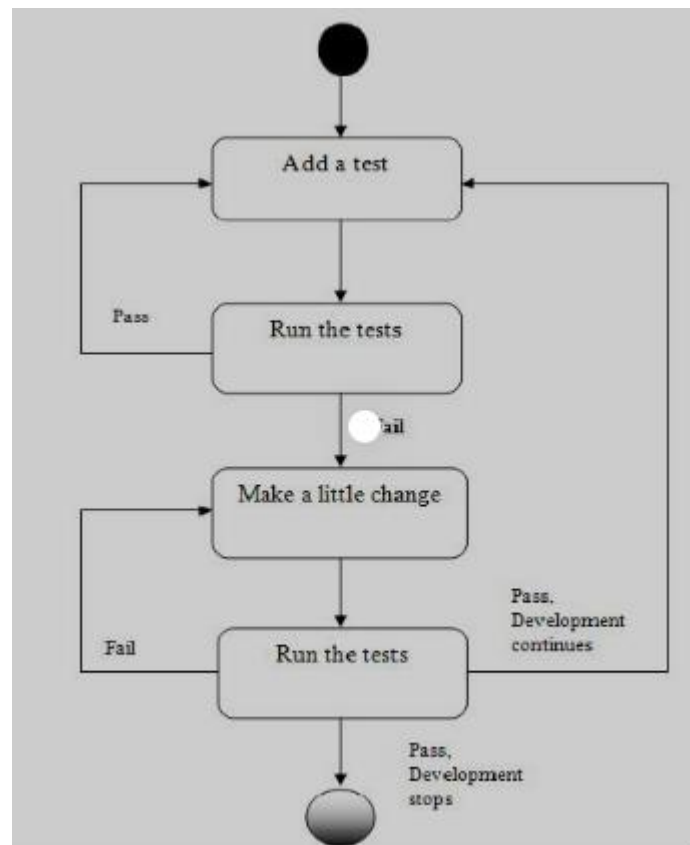 Add a test
Pass
Run the tests
ail
Make a little change
Pass,
Development
continues
Fail
Run the tests
Pass,
Development
stops